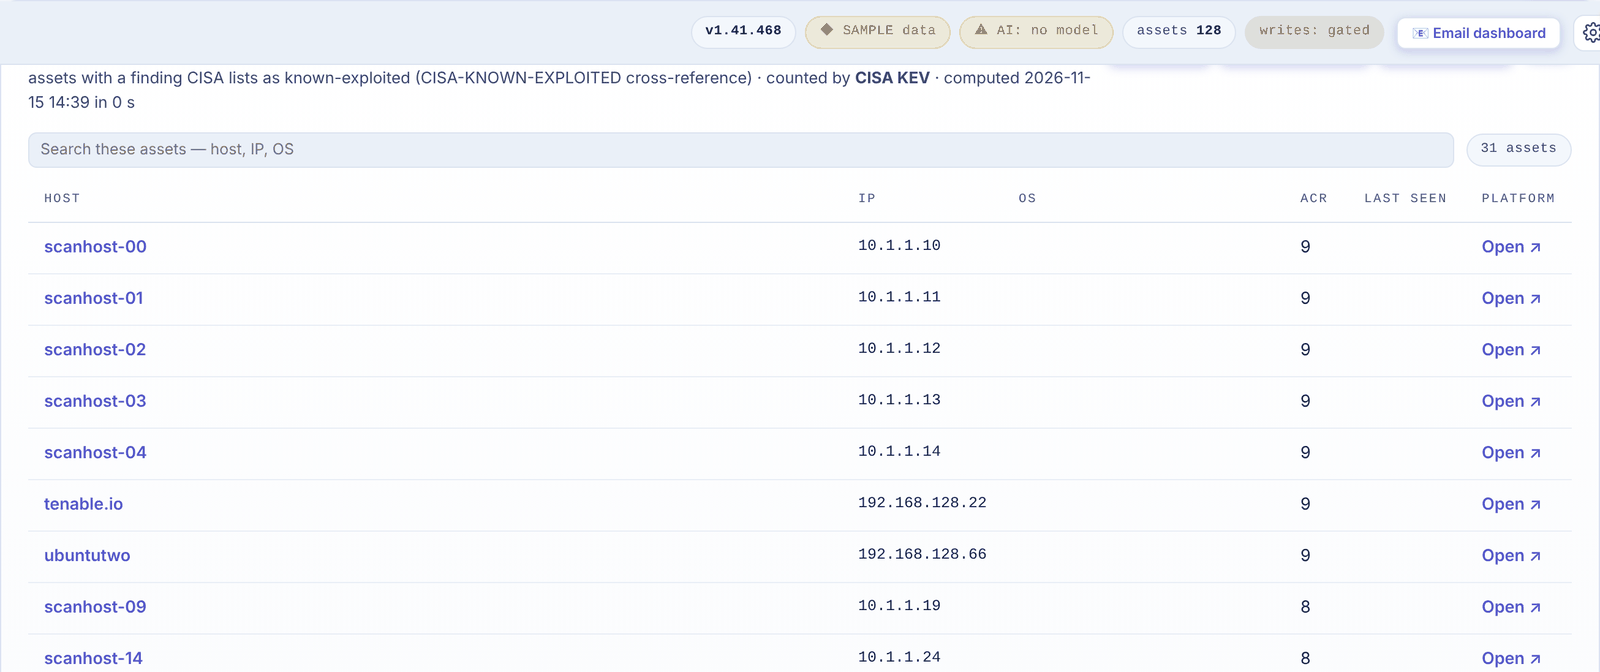 v1.41.468 ◆ SAMPLE data ⚠ AI: no model assets 128 writes: gated 📧 Email dashboard
assets with a finding CISA lists as known-exploited (CISA-KNOWN-EXPLOITED cross-reference) · counted by CISA KEV · computed 2026-11-
15 14:39 in 0 s
Search these assets — host, IP, OS 31 assets
HOST IP OS ACR LAST SEEN PLATFORM
scanhost-00 10.1.1.10 9 Open ↗
scanhost-01 10.1.1.11 9 Open ↗
scanhost-02 10.1.1.12 9 Open ↗
scanhost-03 10.1.1.13 9 Open ↗
scanhost-04 10.1.1.14 9 Open ↗
tenable.io 192.168.128.22 9 Open ↗
ubuntutwo 192.168.128.66 9 Open ↗
scanhost-09 10.1.1.19 8 Open ↗
scanhost-14 10.1.1.24 8 Open ↗